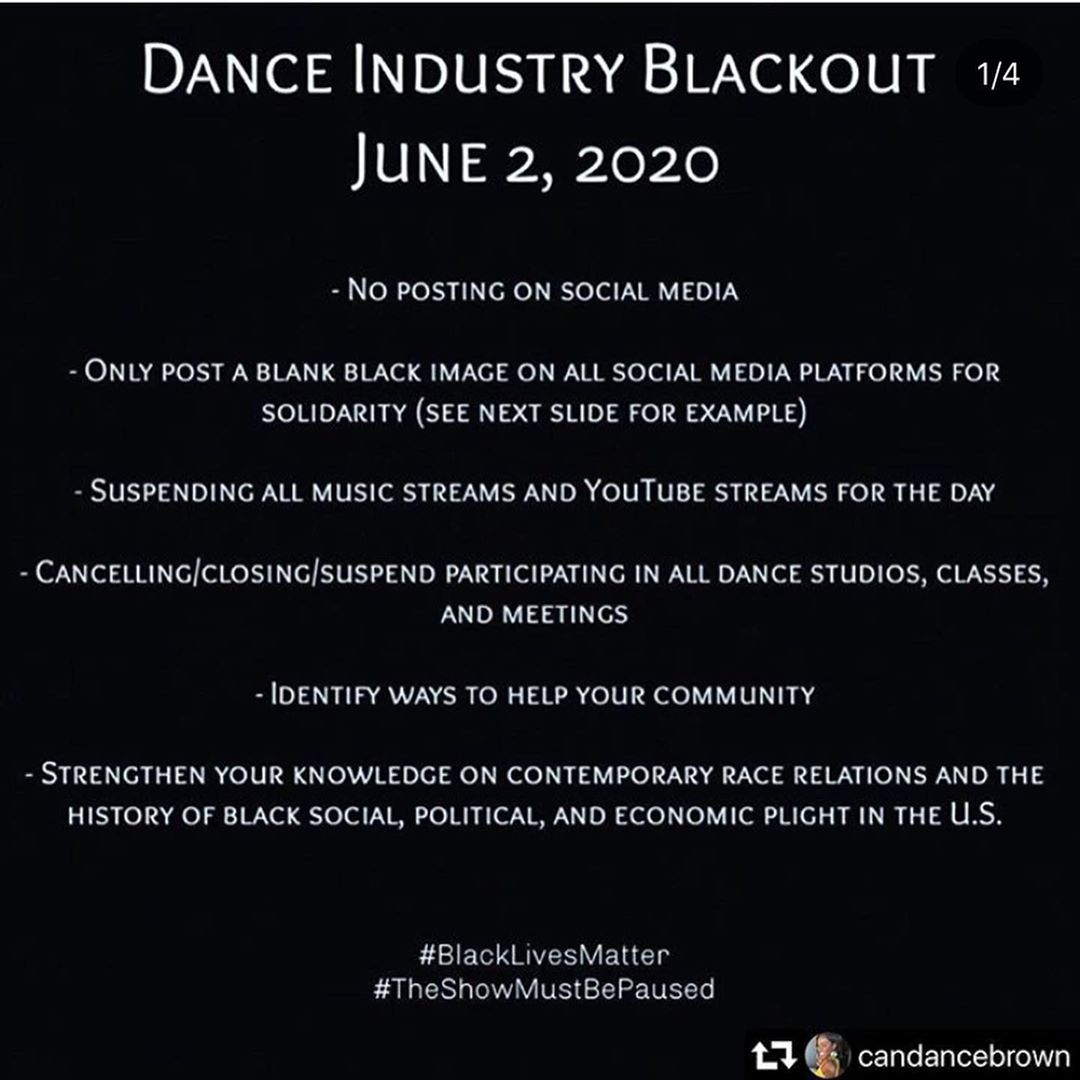 Dance Industry Blackout
1/4
June 2, 2020
- No posting on social media
- Only post a blank black image on all social media platforms for
solidarity (see next slide for example)
- Suspending all music streams and YouTube streams for the day
- Cancelling/closing/suspend participating in all dance studios, classes,
and meetings
- Identify ways to help your community
- Strengthen your knowledge on contemporary race relations and the
history of black social, political, and economic plight in the U.S.
#BlackLivesMatter
#TheShowMustBePaused
candancebrown